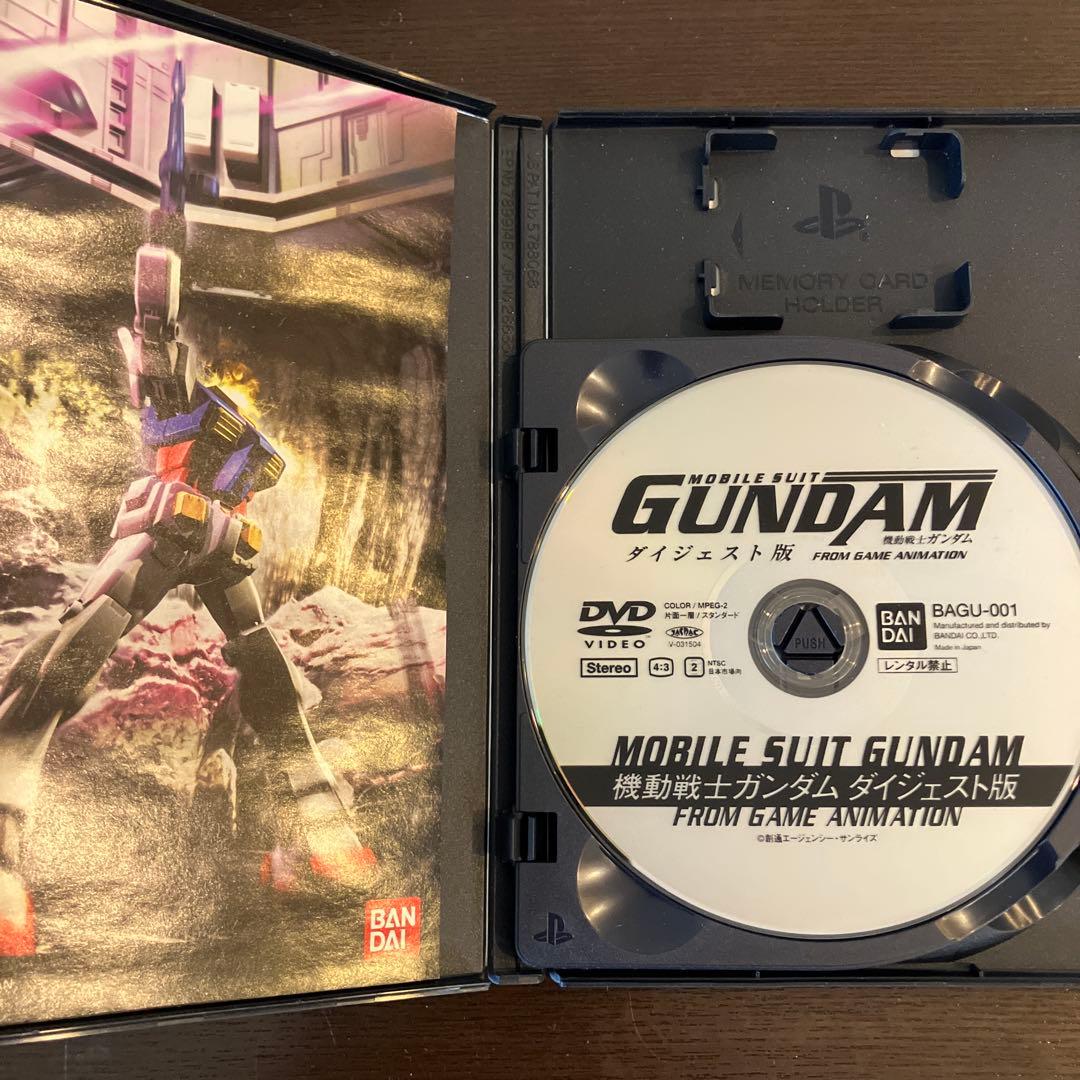 BAN
DAI
MEMORY CARD
HOLDER
MOBILE SUIT
GUNDAM
機動戦士ガンダム
ダイジェスト版 FROM GAME ANIMATION
DVD
VIDEO
COLOR / MPEG-2
片面一層/スタンダード
V-031504
Stereo 4:3 2 NTSC
日本市場向
PUSH
BAN
DAI
BAGU-001
Manufactured and distributed by
BANDAI CO.,LTD.
Made in Japan
レンタル禁止
MOBILE SUIT GUNDAM
機動戦士ガンダム ダイジェスト版
FROM GAME ANIMATION
©創通エージェンシー・サンライズ